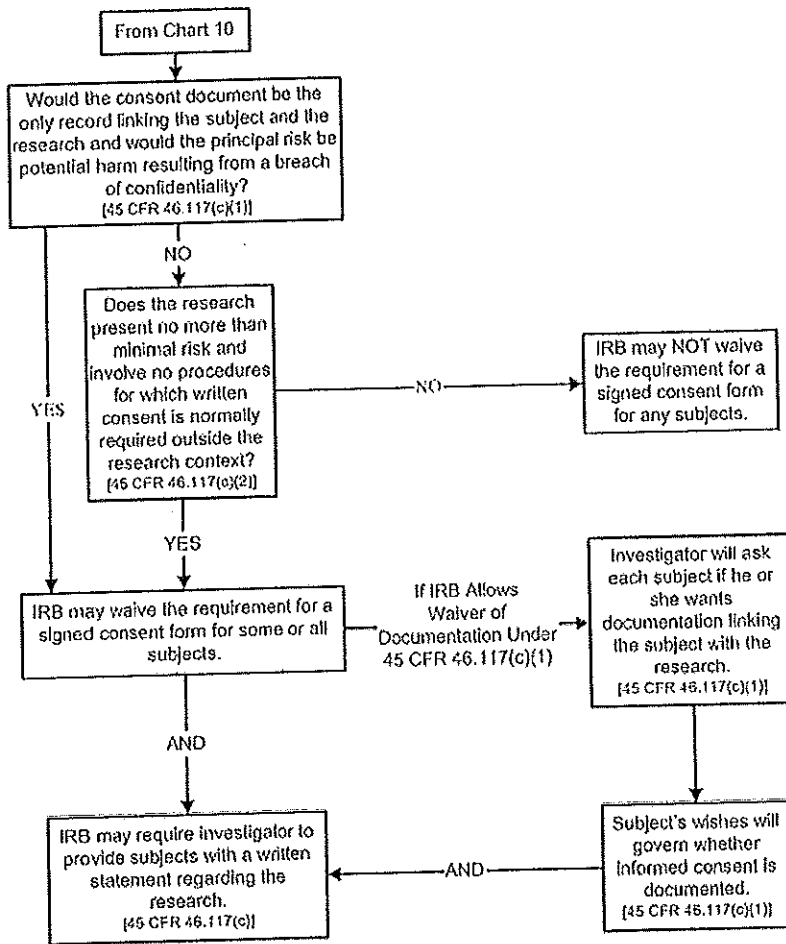 From Chart 10
Would the consent document be the
only record linking the subject and the
research and would the principal risk be
potential harm resulting from a breach
of confidentiality?
[45 CFR 46.117(c)(1)]
NO
YES
Does the
research
present no more than
minimal risk and
involve no procedures
for which written
consent is normally
required outside the
research context?
[45 CFR 46.117(c)(2)]
NO
IRB may NOT waive
the requirement for a
signed consent form
for any subjects.
YES
IRB may waive the requirement for a
signed consent form for some or all
subjects.
If IRB Allows
Waiver of
Documentation Under
45 CFR 46.117(c)(1)
Investigator will ask
each subject if he or
she wants
documentation linking
the subject with the
research.
[45 CFR 46.117(c)(1)]
AND
IRB may require investigator to
provide subjects with a written
statement regarding the
research.
[45 CFR 46.117(c)]
AND
Subject's wishes will
govern whether
informed consent is
documented.
[45 CFR 46.117(c)(1)]